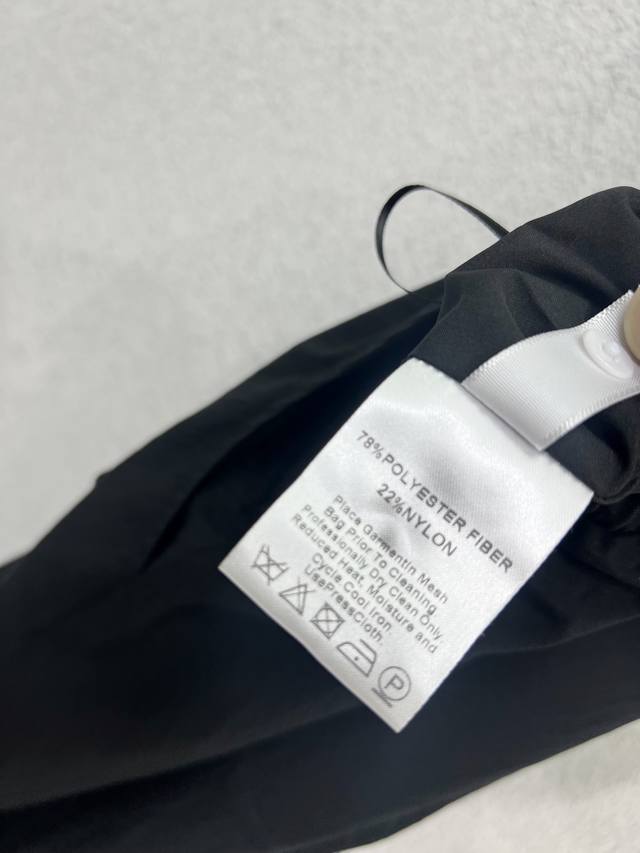 78%POLYESTER FIBER
22%NYLON
Place Garmentin Mesh
Bag Prior To Cleaning
Professionally Dry Clean Only
Reduced Heat, Moisture and
Cycle.Cool Iron.
UsePressCloth.
P